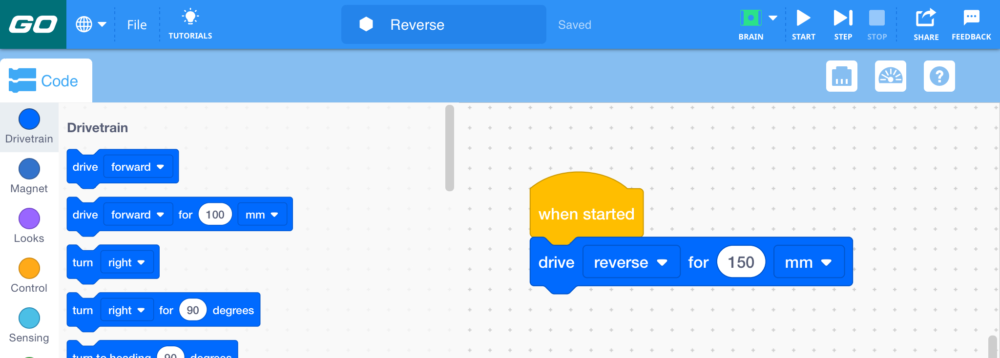 GO
File
TUTORIALS
Reverse
Saved
BRAIN
START
STEP
STOP
SHARE
FEEDBACK
Code
?
Drivetrain
Magnet
Looks
Control
Sensing
Drivetrain
drive forward
drive forward for 100 mm
turn right
turn right for 90 degrees
turn to heading 90 degrees
when started
drive reverse for 150 mm